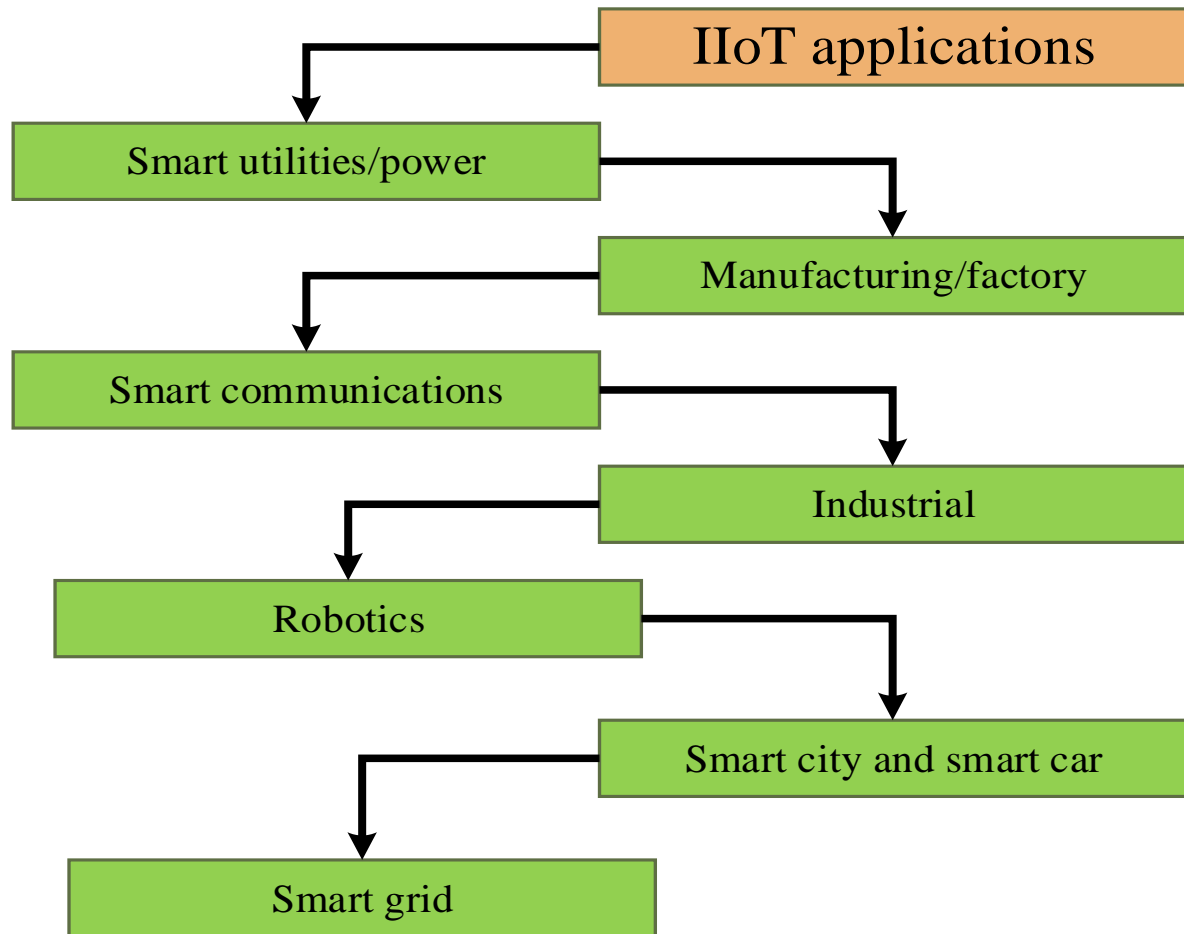 IIoT applications
Smart utilities/power
Manufacturing/factory
Smart communications
Industrial
Robotics
Smart city and smart car
Smart grid